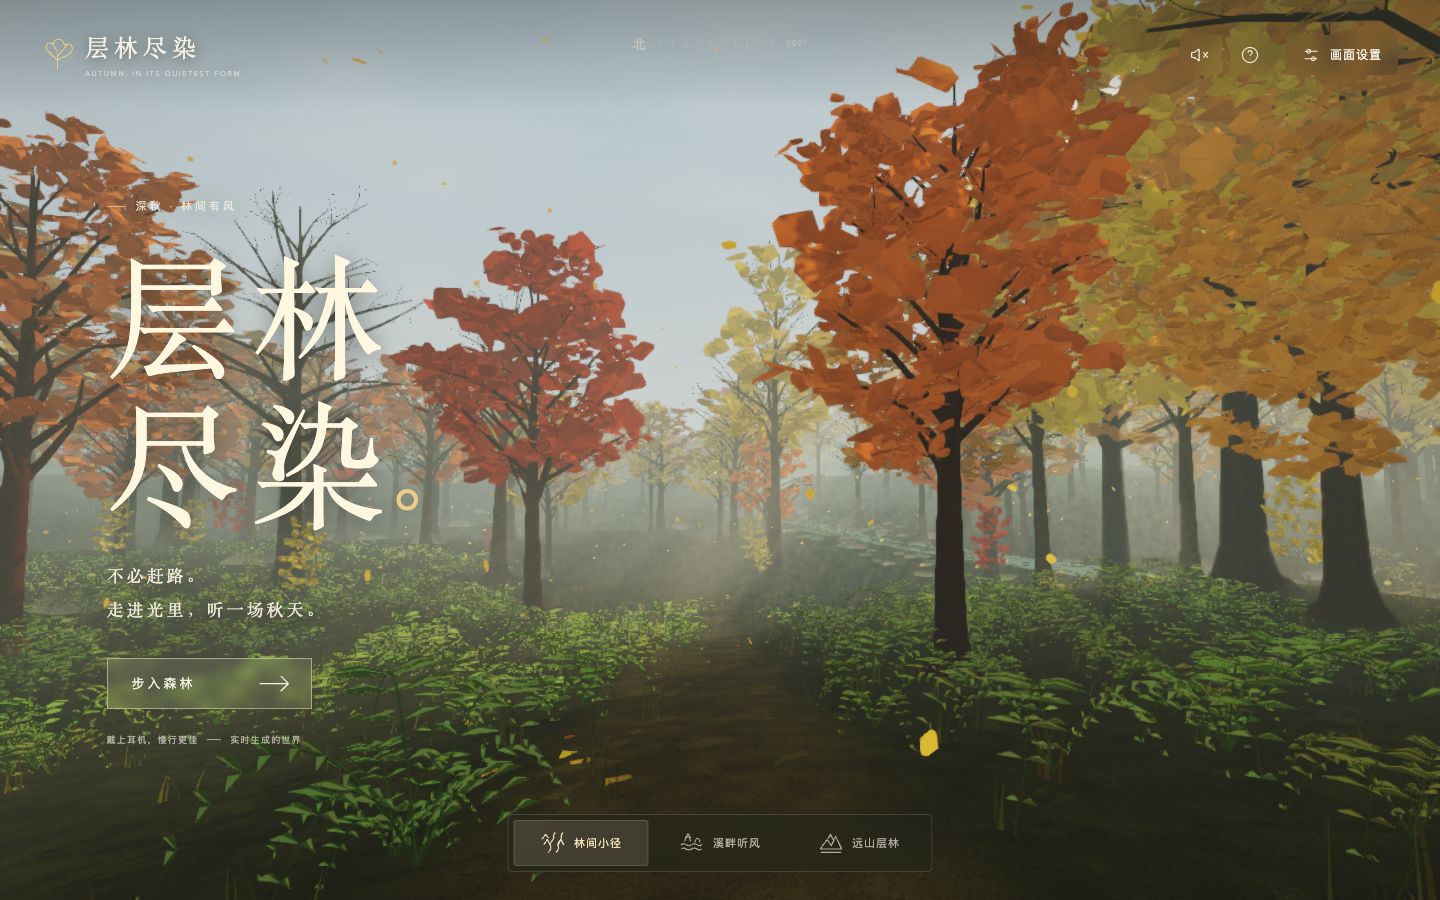 层林尽染
AUTUMN, IN ITS QUIETEST FORM
北 000°
画面设置
深秋 · 林间有风
层林
尽染。
不必赶路。
走进光里，听一场秋天。
步入森林
戴上耳机，慢行更佳 — 实时生成的世界
林间小径
溪畔听风
远山层林